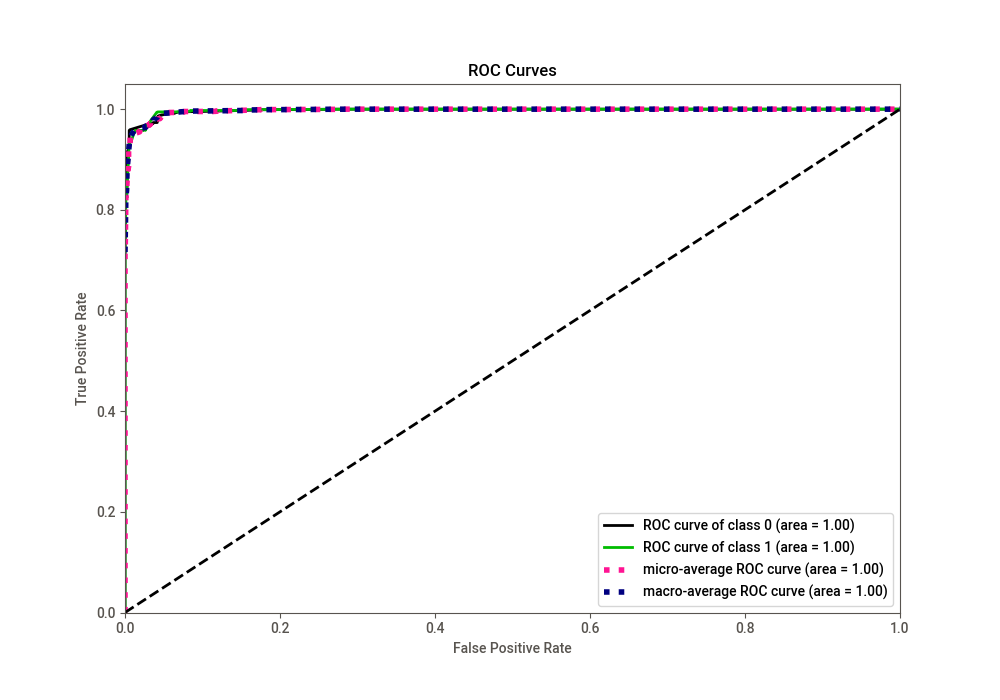 ROC Curves
1.0
0.8
0.6
0.4
0.2
0.0
True Positive Rate
0.0 0.2 0.4 0.6 0.8 1.0
False Positive Rate
ROC curve of class 0 (area = 1.00)
ROC curve of class 1 (area = 1.00)
micro-average ROC curve (area = 1.00)
macro-average ROC curve (area = 1.00)